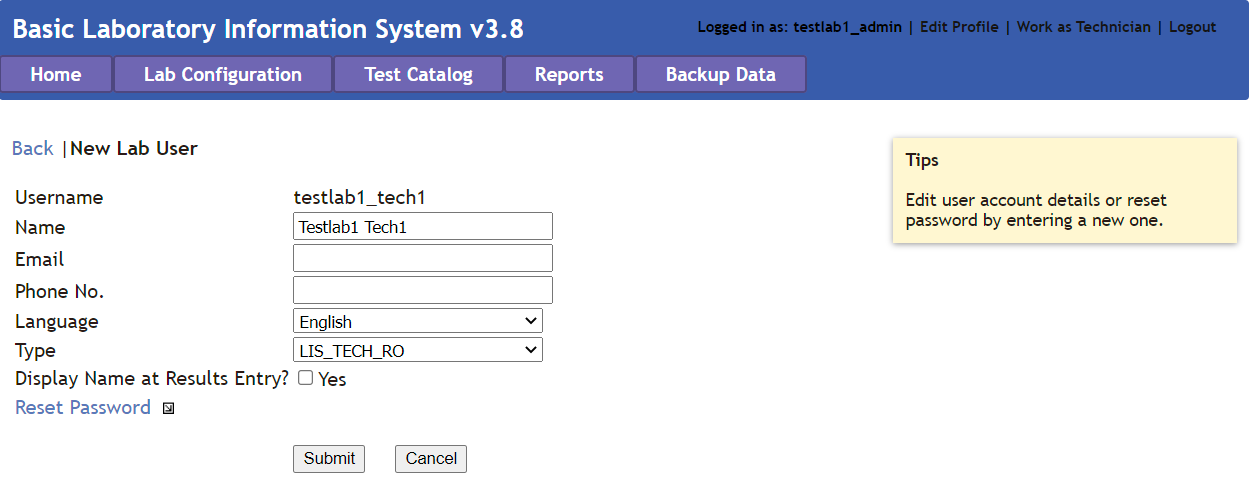 Basic Laboratory Information System v3.8
Logged in as: testlab1_admin | Edit Profile | Work as Technician | Logout
Home Lab Configuration Test Catalog Reports Backup Data
Back |New Lab User
Username testlab1_tech1
Name Testlab1 Tech1
Email
Phone No.
Language English
Type LIS_TECH_RO
Display Name at Results Entry? Yes
Reset Password
Submit Cancel
Tips
Edit user account details or reset
password by entering a new one.